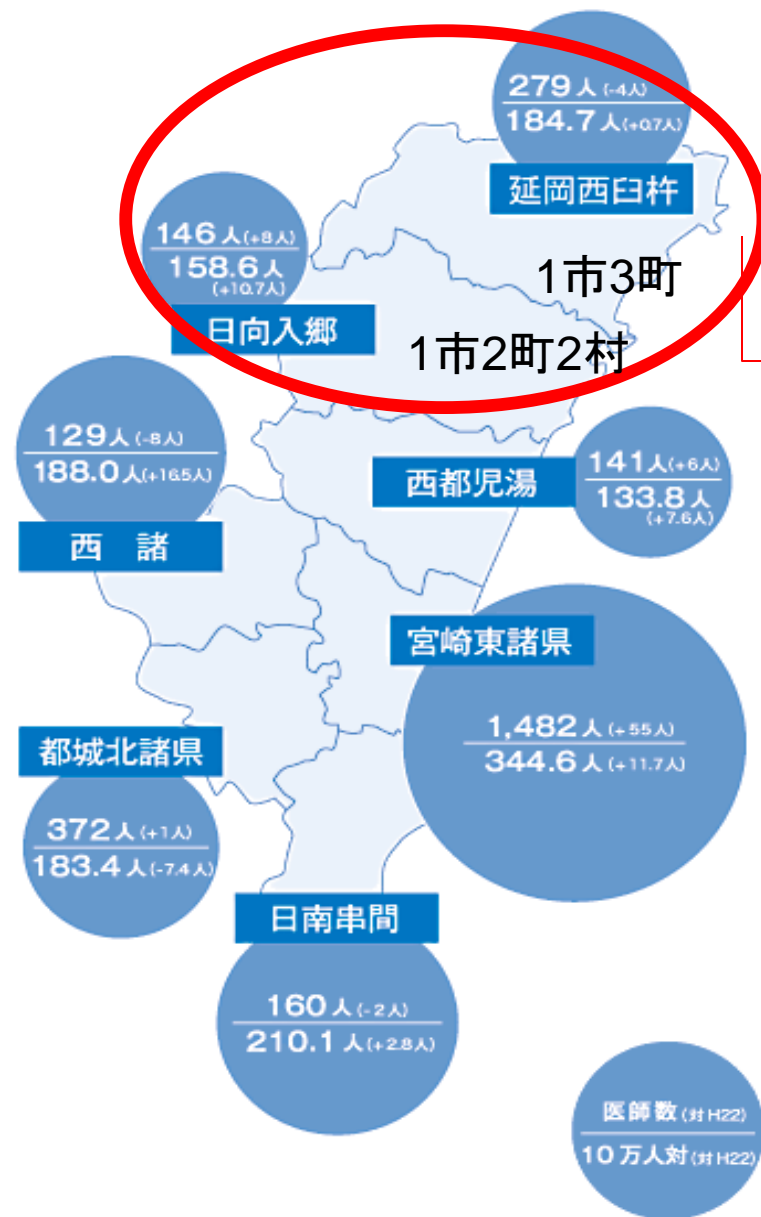 279人(-4人)
184.7人(+0.7人)
延岡西臼杵
1市3町
146人(+8人)
158.6人
(+10.7人)
日向入郷
1市2町2村
129人(-8人)
188.0人(+16.5人)
西 諸
西都児湯
141人(+6人)
133.8人
(+7.6人)
宮崎東諸県
1,482人(+55人)
344.6人(+11.7人)
都城北諸県
372人(+1人)
183.4人(-7.4人)
日南串間
160人(-2人)
210.1人(+2.8人)
医師数(対H22)
10万人対(対H22)